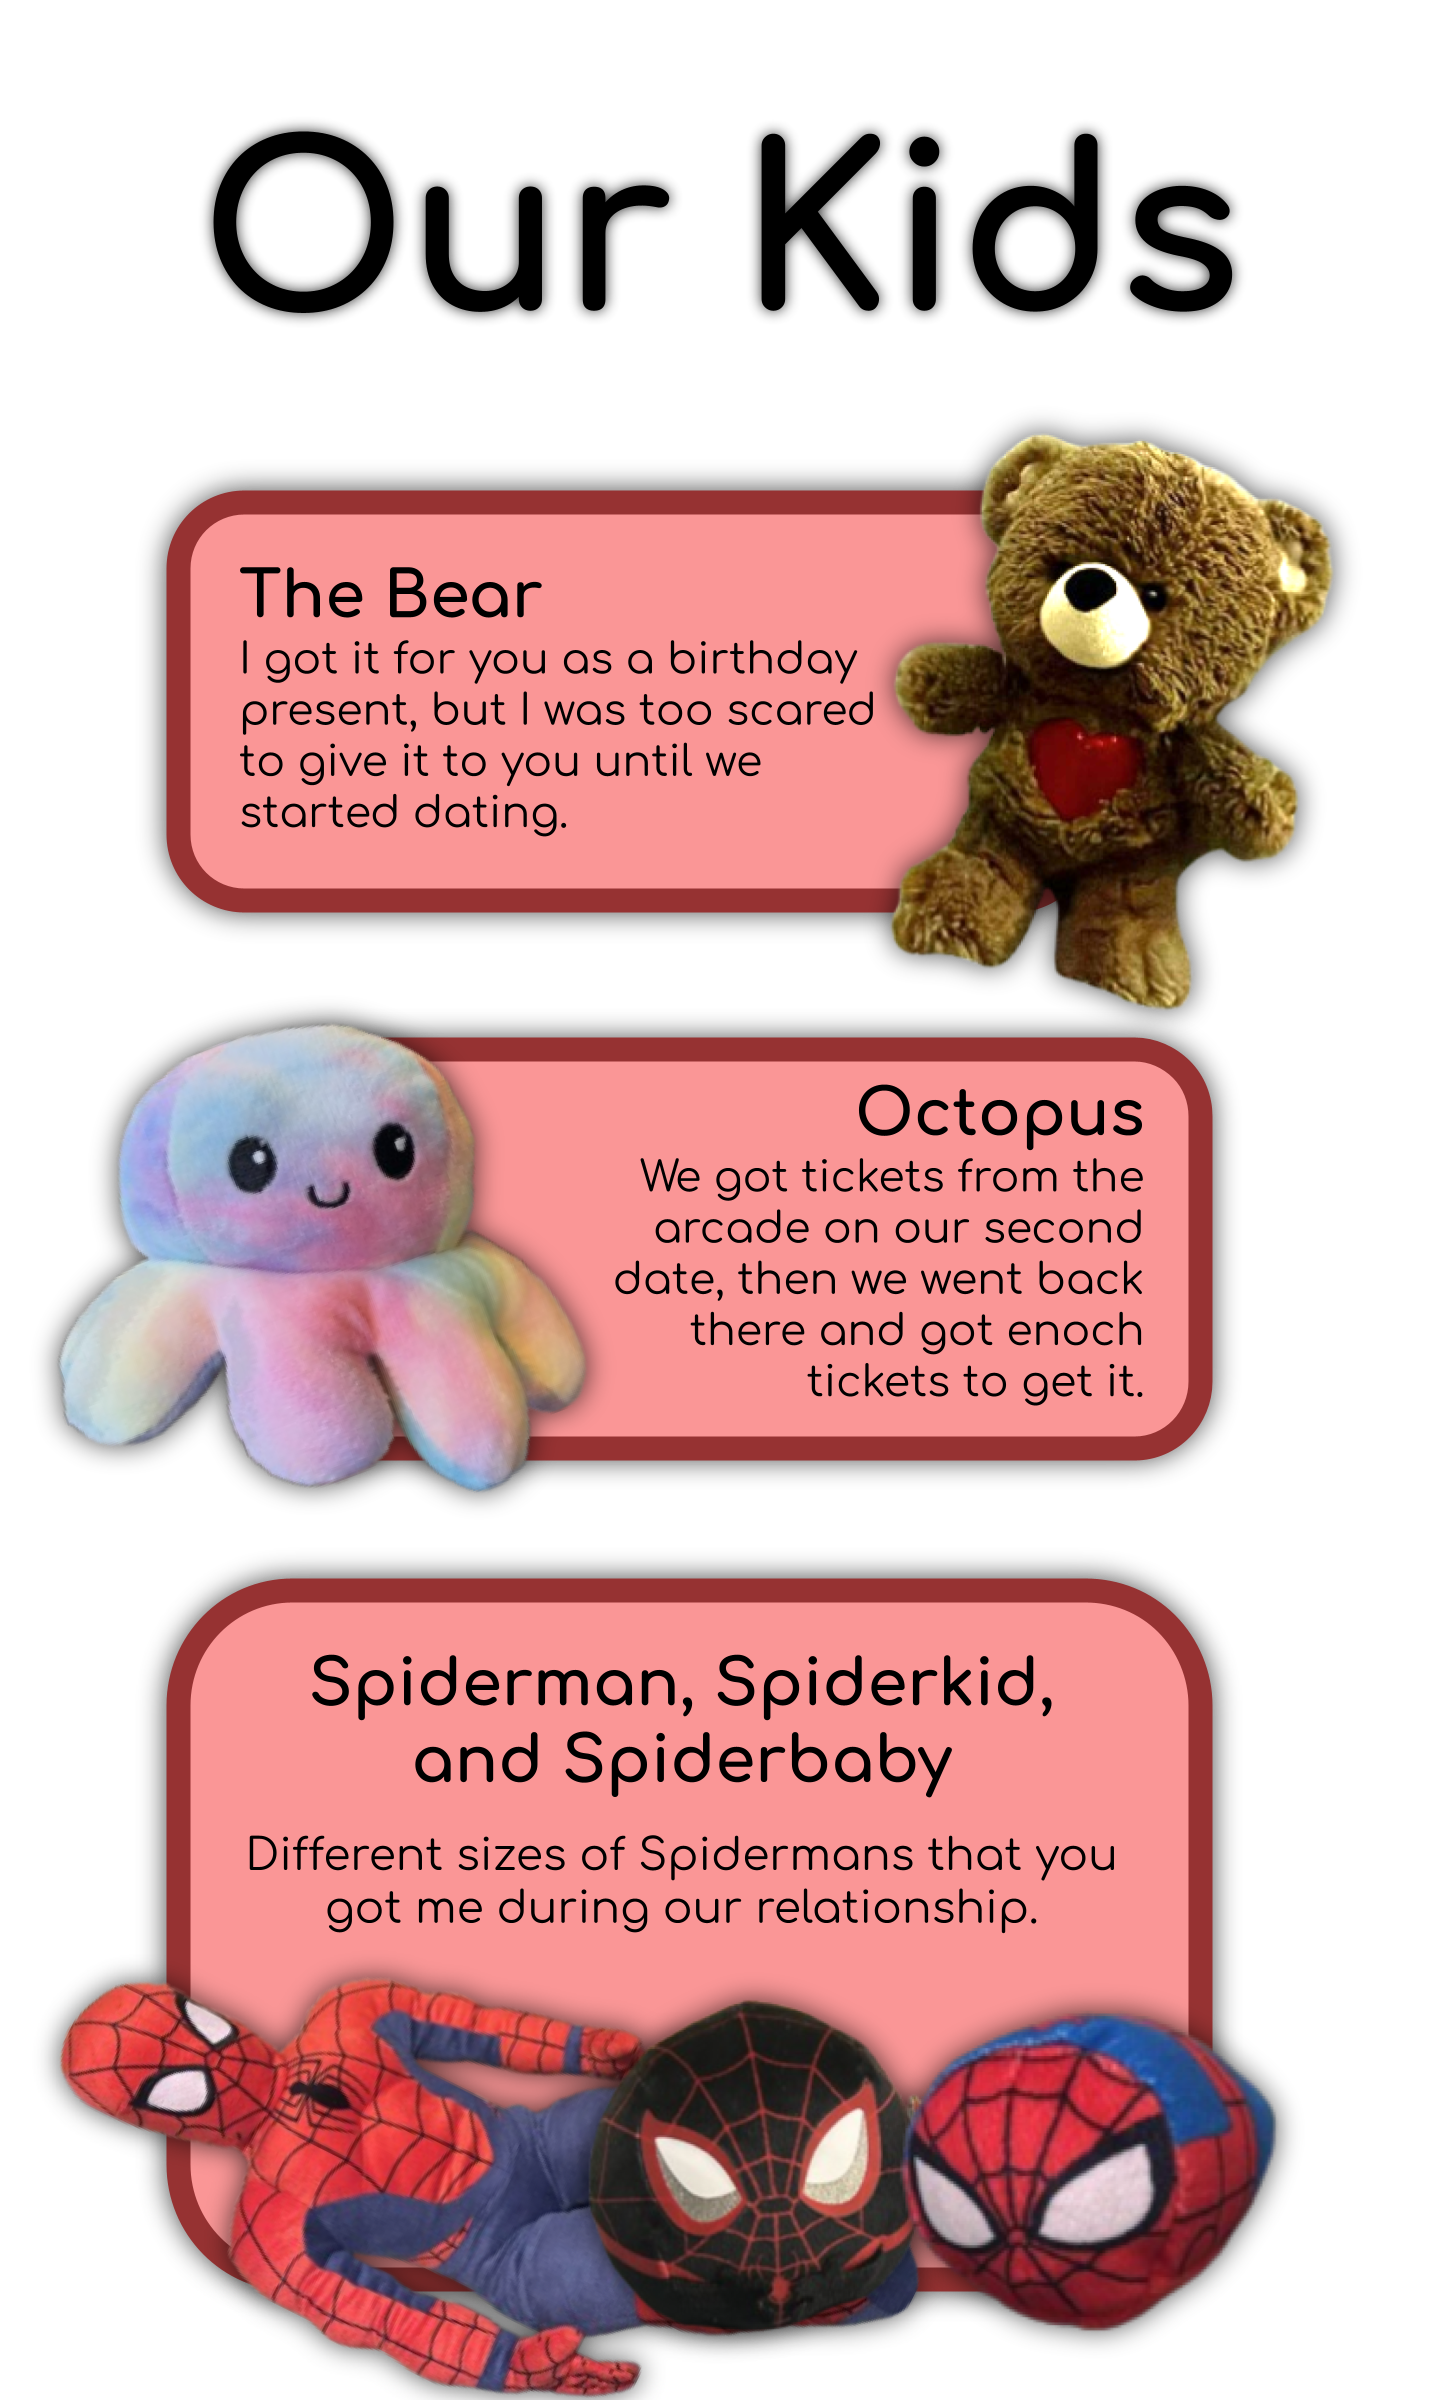 Our Kids
The Bear
I got it for you as a birthday
present, but I was too scared
to give it to you until we
started dating.
Octopus
We got tickets from the
arcade on our second
date, then we went back
there and got enoch
tickets to get it.
Spiderman, Spiderkid,
and Spiderbaby
Different sizes of Spidermans that you
got me during our relationship.